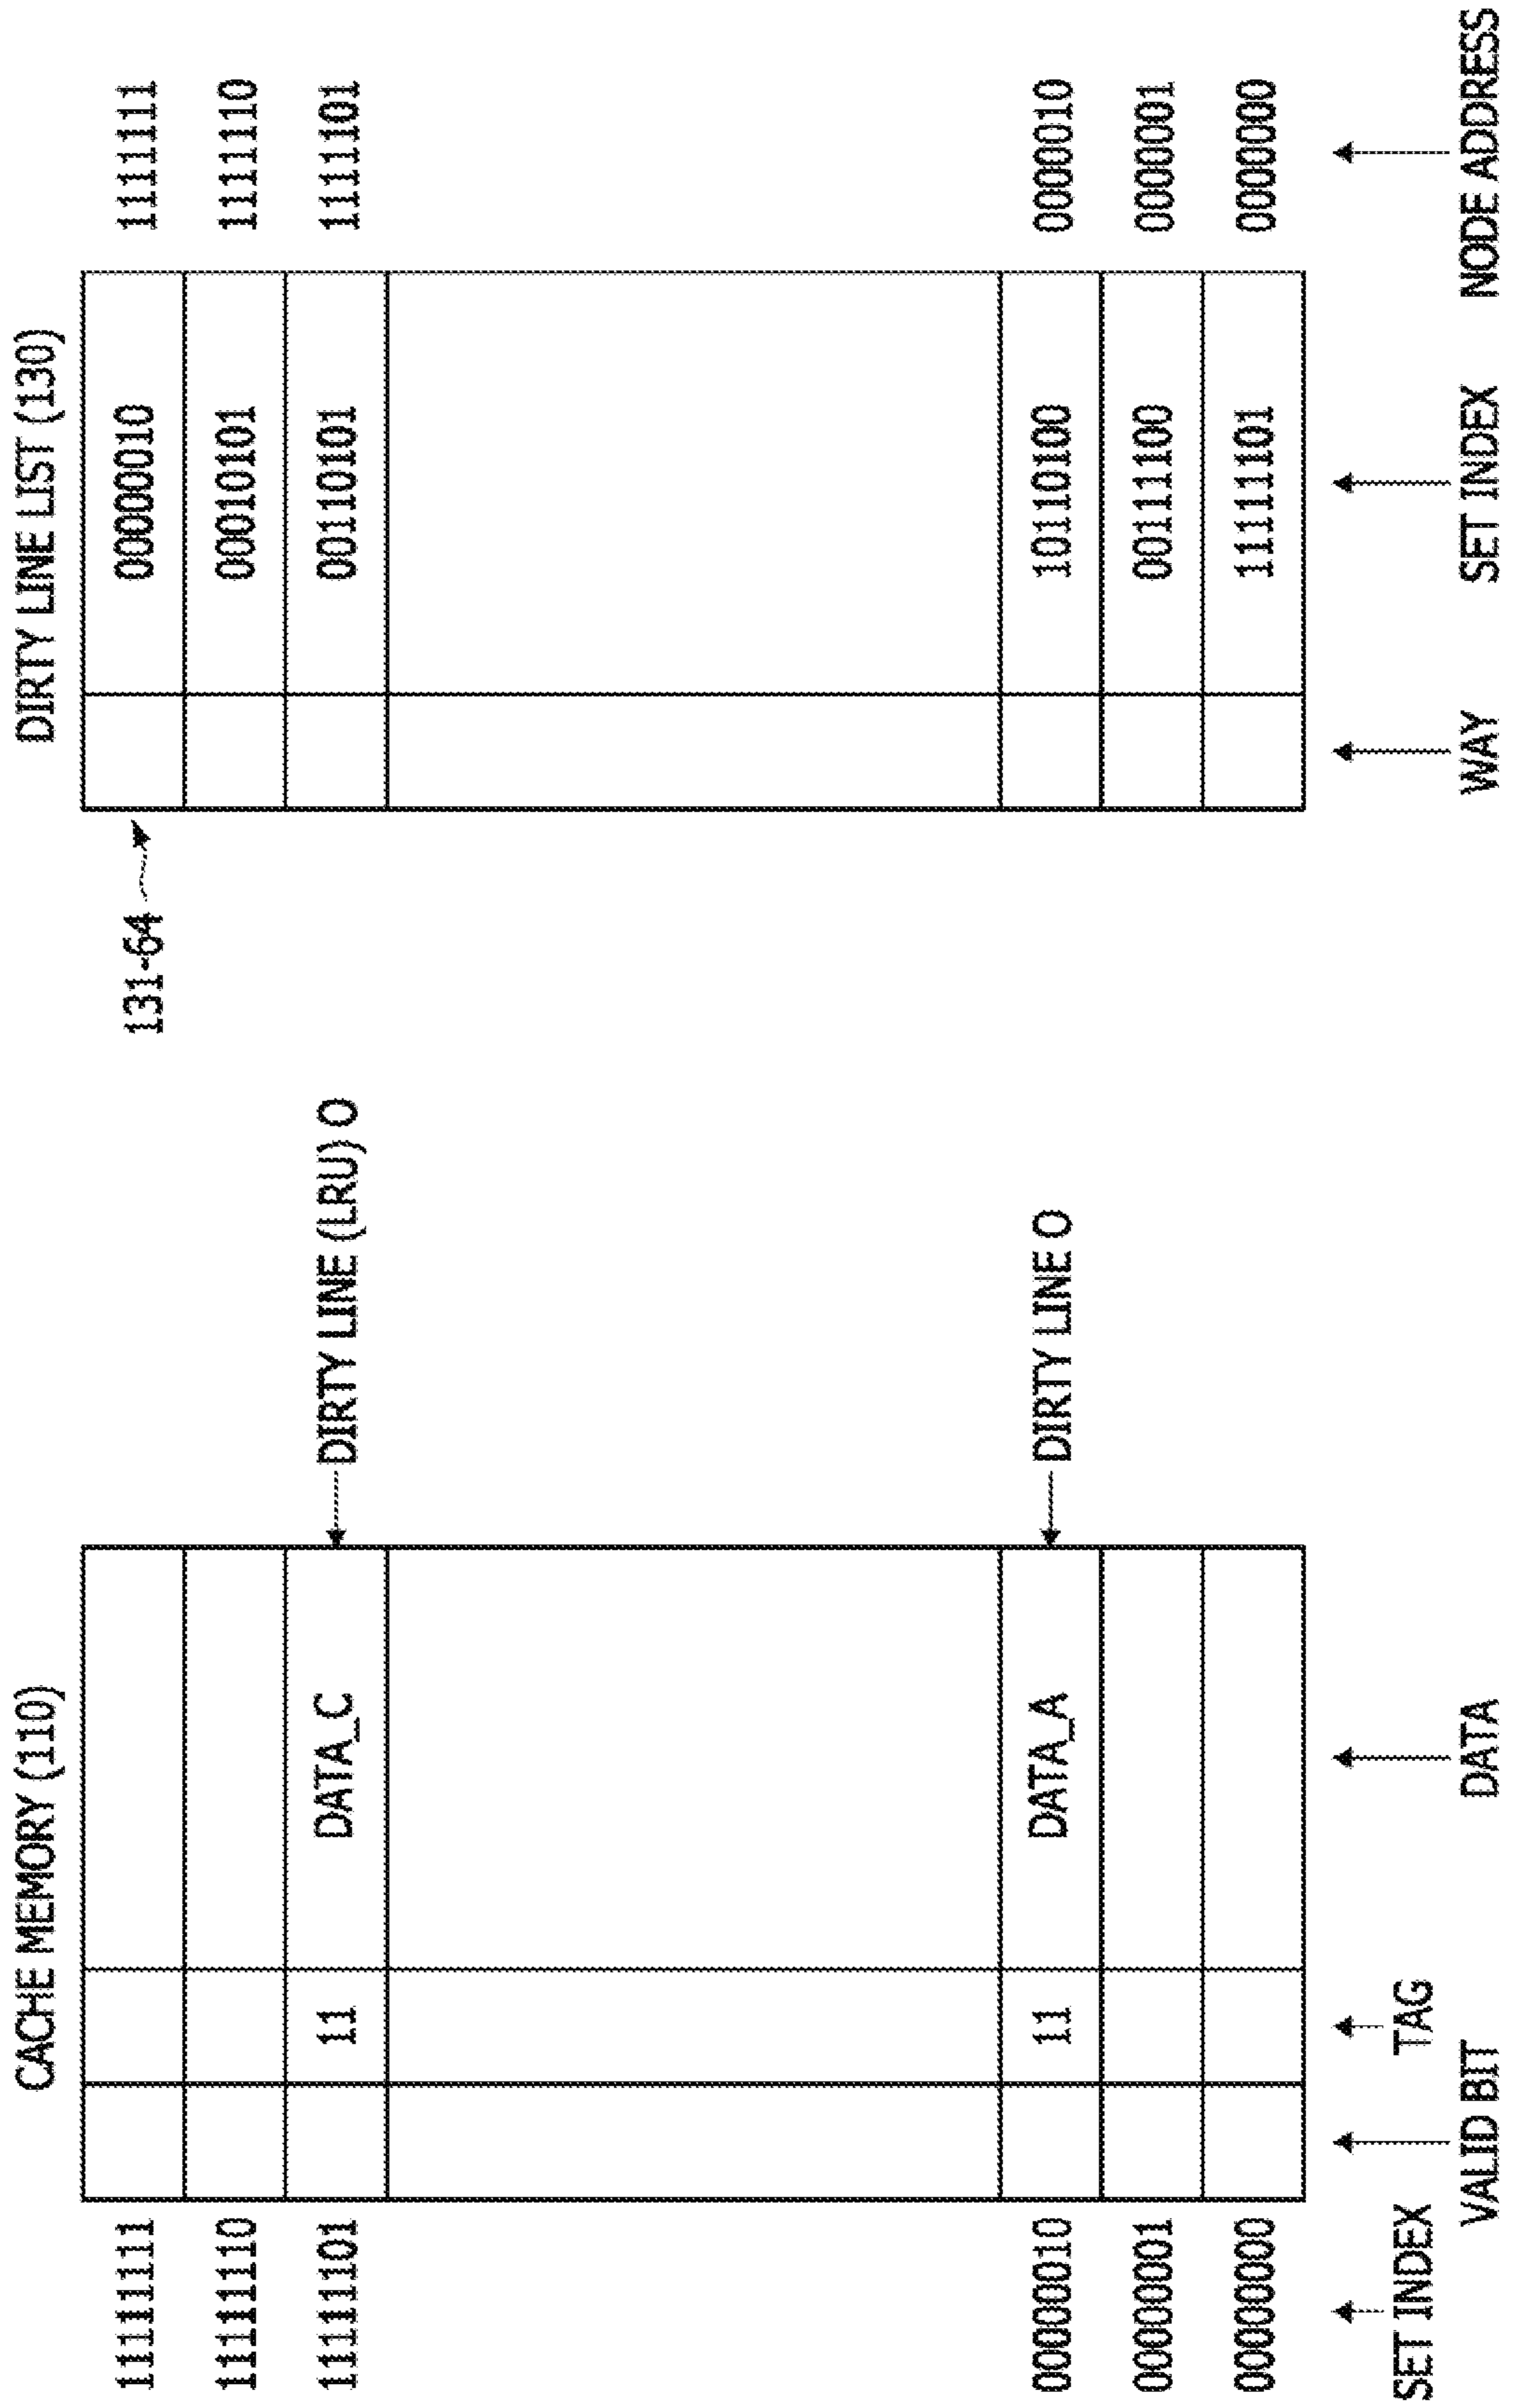 CACHE MEMORY (110)
11111111
11111110
11111101 11 DATA_C DIRTY LINE (LRU) O
00000010 11 DATA_A DIRTY LINE O
00000001
00000000
SET INDEX
VALID BIT
TAG
DATA
DIRTY LINE LIST (130)
131-64
00000010 1111111
00010101 1111110
00110101 1111101
10110100 0000010
00111100 0000001
11111101 0000000
WAY
SET INDEX
NODE ADDRESS